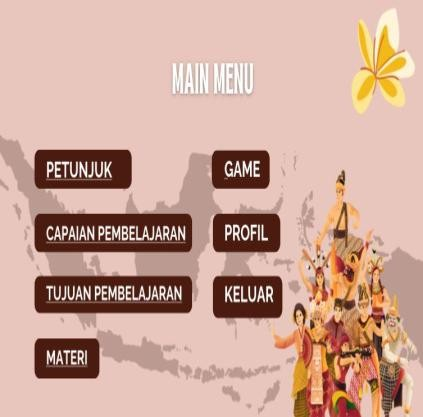 MAIN MENU
PETUNJUK
CAPAIAN PEMBELAJARAN
TUJUAN PEMBELAJARAN
MATERI
GAME
PROFIL
KELUAR